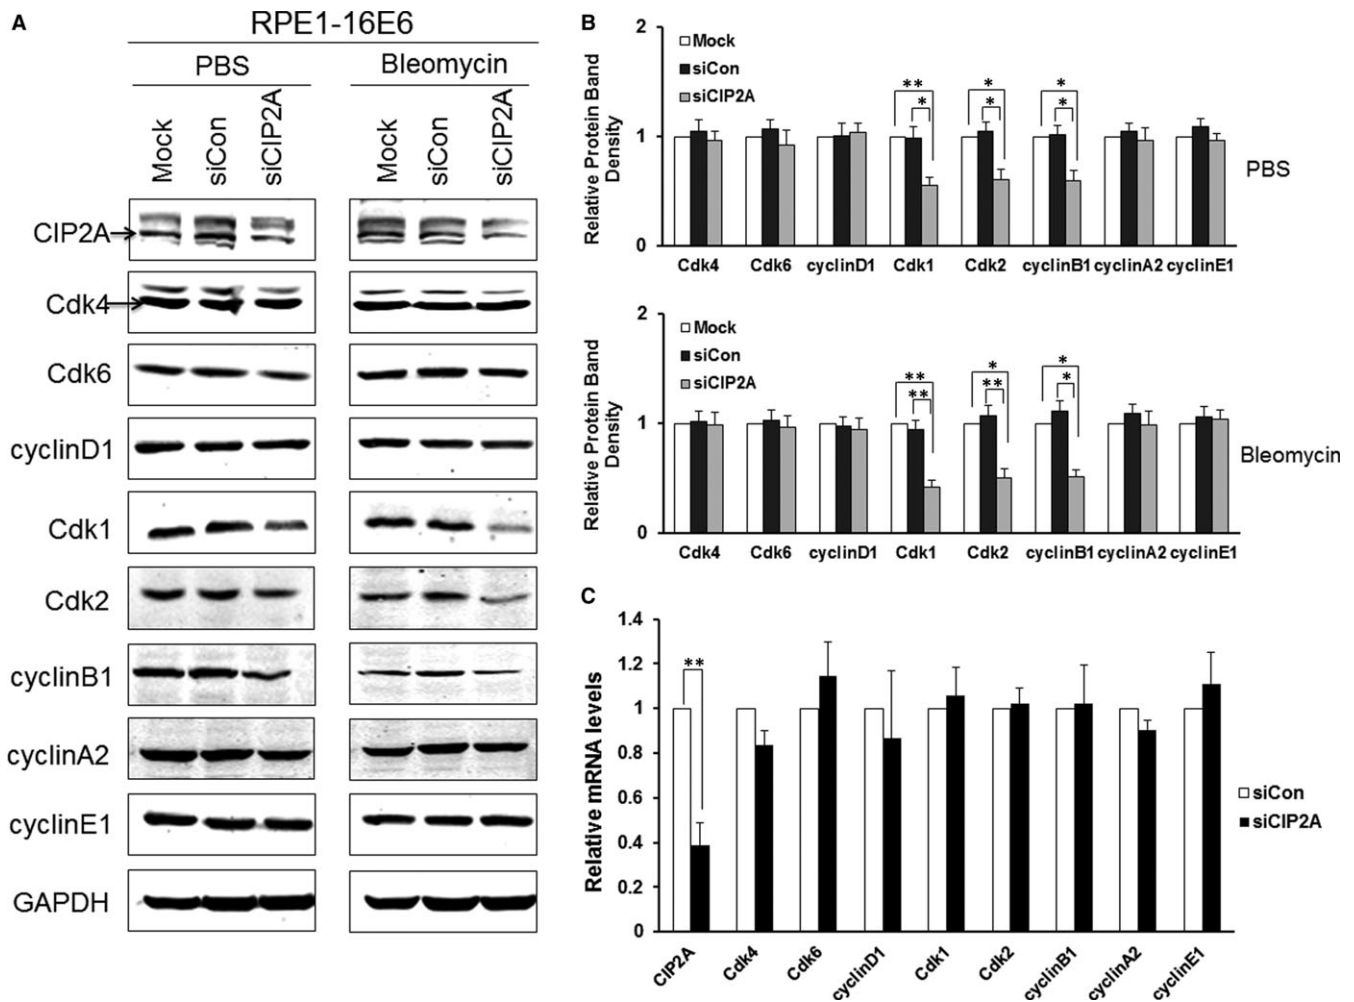 A
RPE1-16E6
PBS
Bleomycin
Mock
siCon
siCIP2A
Mock
siCon
siCIP2A
CIP2A
Cdk4
Cdk6
cyclinD1
Cdk1
Cdk2
cyclinB1
cyclinA2
cyclinE1
GAPDH
B
2
1
0
Relative Protein Band
Density
Mock
siCon
siCIP2A
**
*
*
*
*
*
Cdk4 Cdk6 cyclinD1 Cdk1 Cdk2 cyclinB1 cyclinA2 cyclinE1
PBS
2
1
0
Relative Protein Band
Density
Mock
siCon
siCIP2A
**
**
*
**
*
*
Cdk4 Cdk6 cyclinD1 Cdk1 Cdk2 cyclinB1 cyclinA2 cyclinE1
Bleomycin
C
1.4
1.2
1
0.8
0.6
0.4
0.2
0
Relative mRNA levels
**
siCon
siCIP2A
CIP2A
Cdk4
Cdk6
cyclinD1
Cdk1
Cdk2
cyclinB1
cyclinA2
cyclinE1